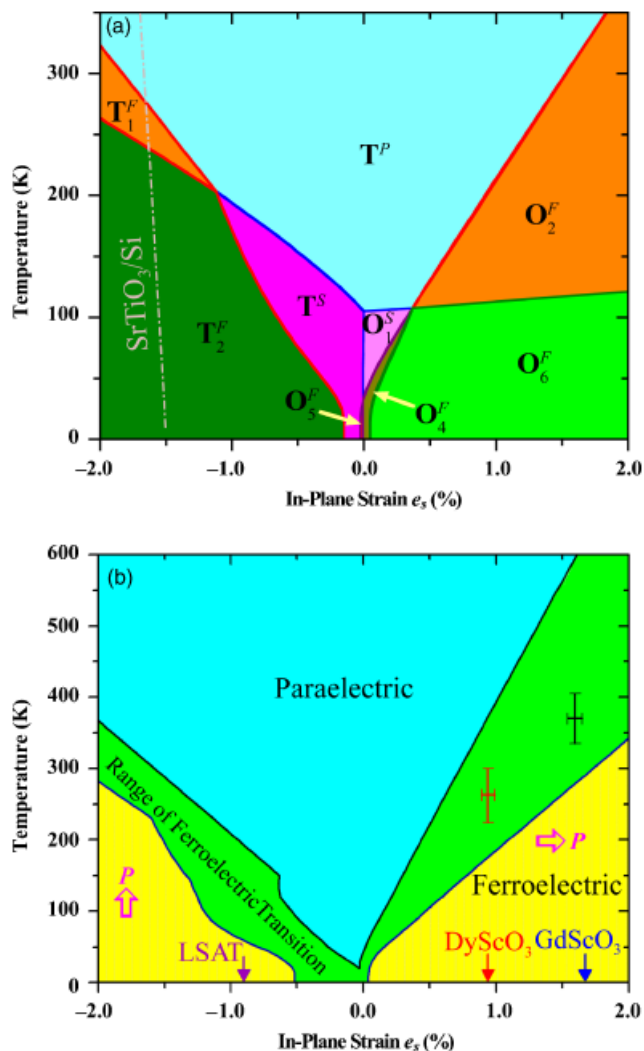 (a)
300
200
100
0
Temperature (K)
T₁ᶠ
Tᴾ
O₂ᶠ
SrTiO₃/Si
T₂ᶠ
Tˢ
O₁ˢ
O₅ᶠ
O₄ᶠ
O₆ᶠ
−2.0 −1.0 0.0 1.0 2.0
In-Plane Strain eₛ (%)
(b)
600
500
400
300
200
100
0
Temperature (K)
Paraelectric
Range of Ferroelectric Transition
P
P
Ferroelectric
LSAT
DyScO₃
GdScO₃
−2.0 −1.0 0.0 1.0 2.0
In-Plane Strain eₛ (%)